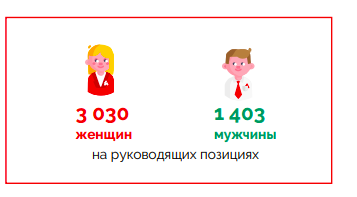 3 030 1 403
женщин мужчины
на руководящих позициях